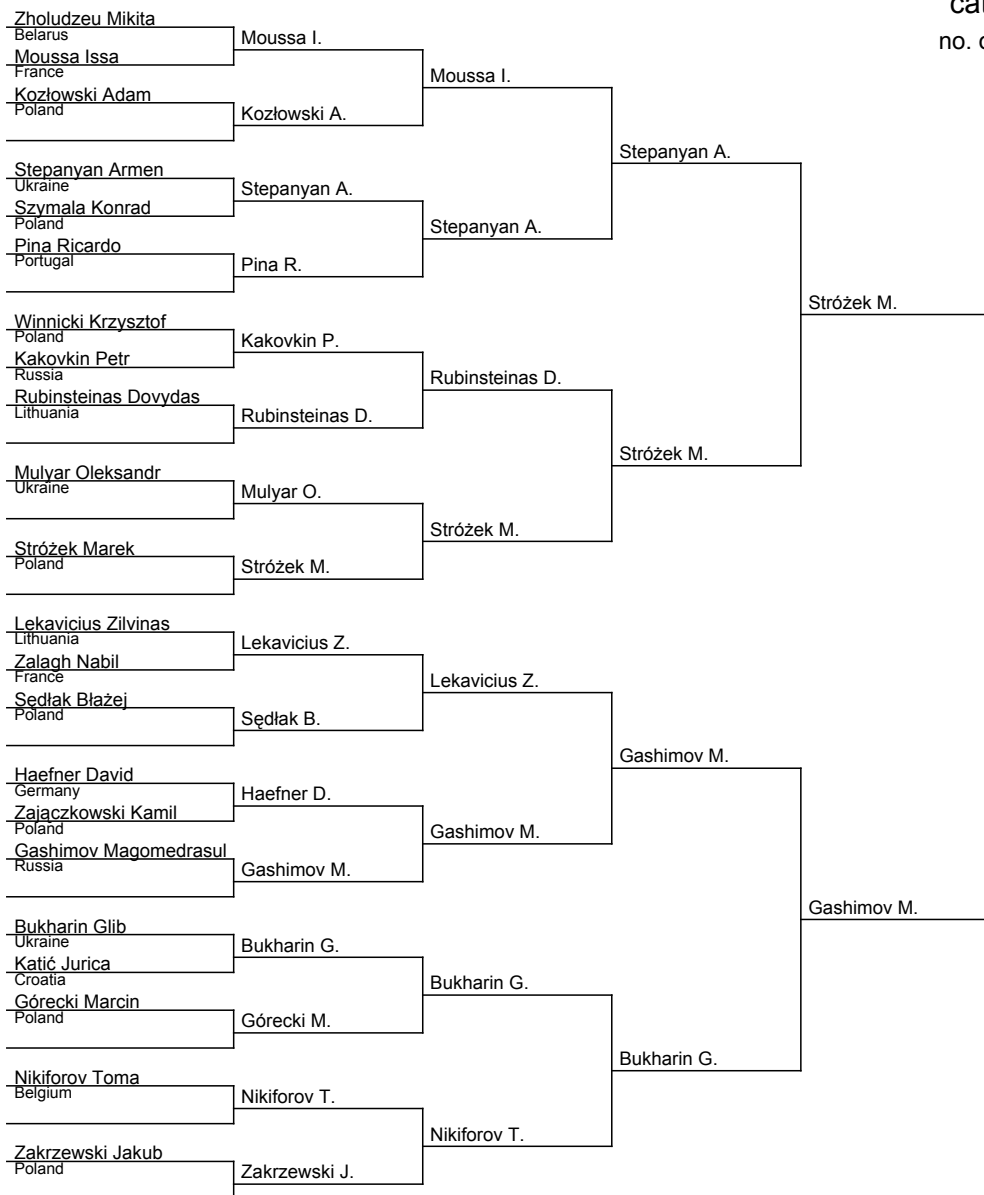 Zholudzeu Mikita
Belarus
Moussa Issa
France
Kozłowski Adam
Poland
Stepanyan Armen
Ukraine
Szymala Konrad
Poland
Pina Ricardo
Portugal
Winnicki Krzysztof
Poland
Kakovkin Petr
Russia
Rubinsteinas Dovydas
Lithuania
Mulyar Oleksandr
Ukraine
Stróżek Marek
Poland
Lekavicius Zilvinas
Lithuania
Zalagh Nabil
France
Sędłak Błażej
Poland
Haefner David
Germany
Zajączkowski Kamil
Poland
Gashimov Magomedrasul
Russia
Bukharin Glib
Ukraine
Katić Jurica
Croatia
Górecki Marcin
Poland
Nikiforov Toma
Belgium
Zakrzewski Jakub
Poland
Moussa I.
Kozłowski A.
Stepanyan A.
Pina R.
Kakovkin P.
Rubinsteinas D.
Mulyar O.
Stróżek M.
Lekavicius Z.
Sędłak B.
Haefner D.
Gashimov M.
Bukharin G.
Górecki M.
Nikiforov T.
Zakrzewski J.
Moussa I.
Stepanyan A.
Rubinsteinas D.
Stróżek M.
Lekavicius Z.
Gashimov M.
Bukharin G.
Nikiforov T.
Stepanyan A.
Stróżek M.
Gashimov M.
Bukharin G.
Stróżek M.
Gashimov M.
no.